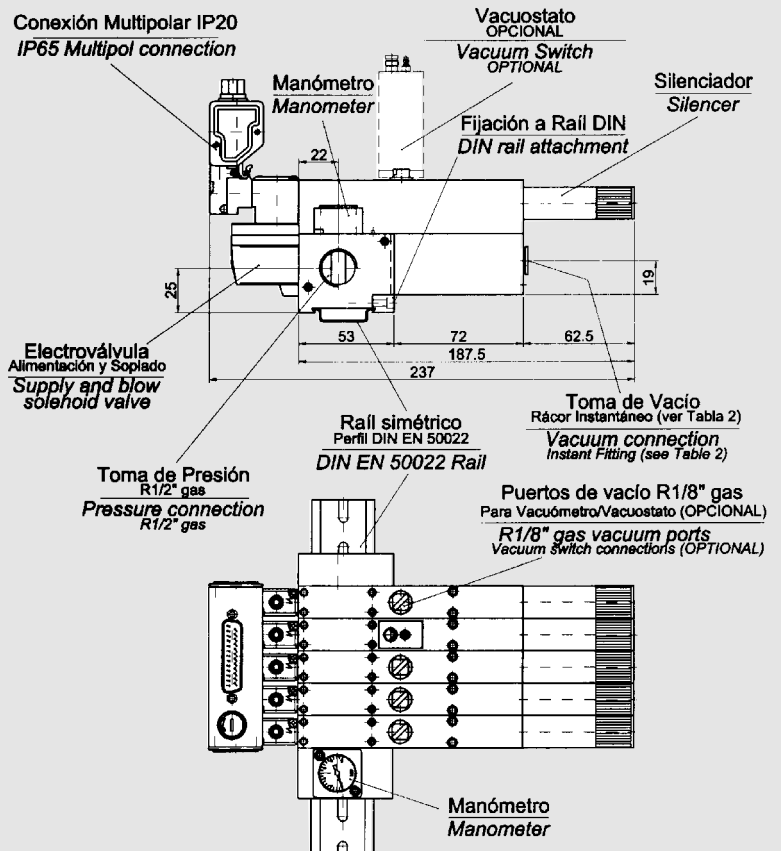 Conexión Multipolar IP20
IP65 Multipol connection
Vacuostato
OPCIONAL
Vacuum Switch
OPTIONAL
Manómetro
Manometer
Silenciador
Silencer
Fijación a Raíl DIN
DIN rail attachment
22
25
19
53
72
62.5
187.5
237
Electroválvula
Alimentación y Soplado
Supply and blow
solenoid valve
Toma de Vacío
Rácor Instantáneo (ver Tabla 2)
Vacuum connection
Instant Fitting (see Table 2)
Raíl simétrico
Perfil DIN EN 50022
DIN EN 50022 Rail
Toma de Presión
R1/2" gas
Pressure connection
R1/2" gas
Puertos de vacío R1/8" gas
Para Vacuómetro/Vacuostato (OPCIONAL)
R1/8" gas vacuum ports
Vacuum switch connections (OPTIONAL)
Manómetro
Manometer